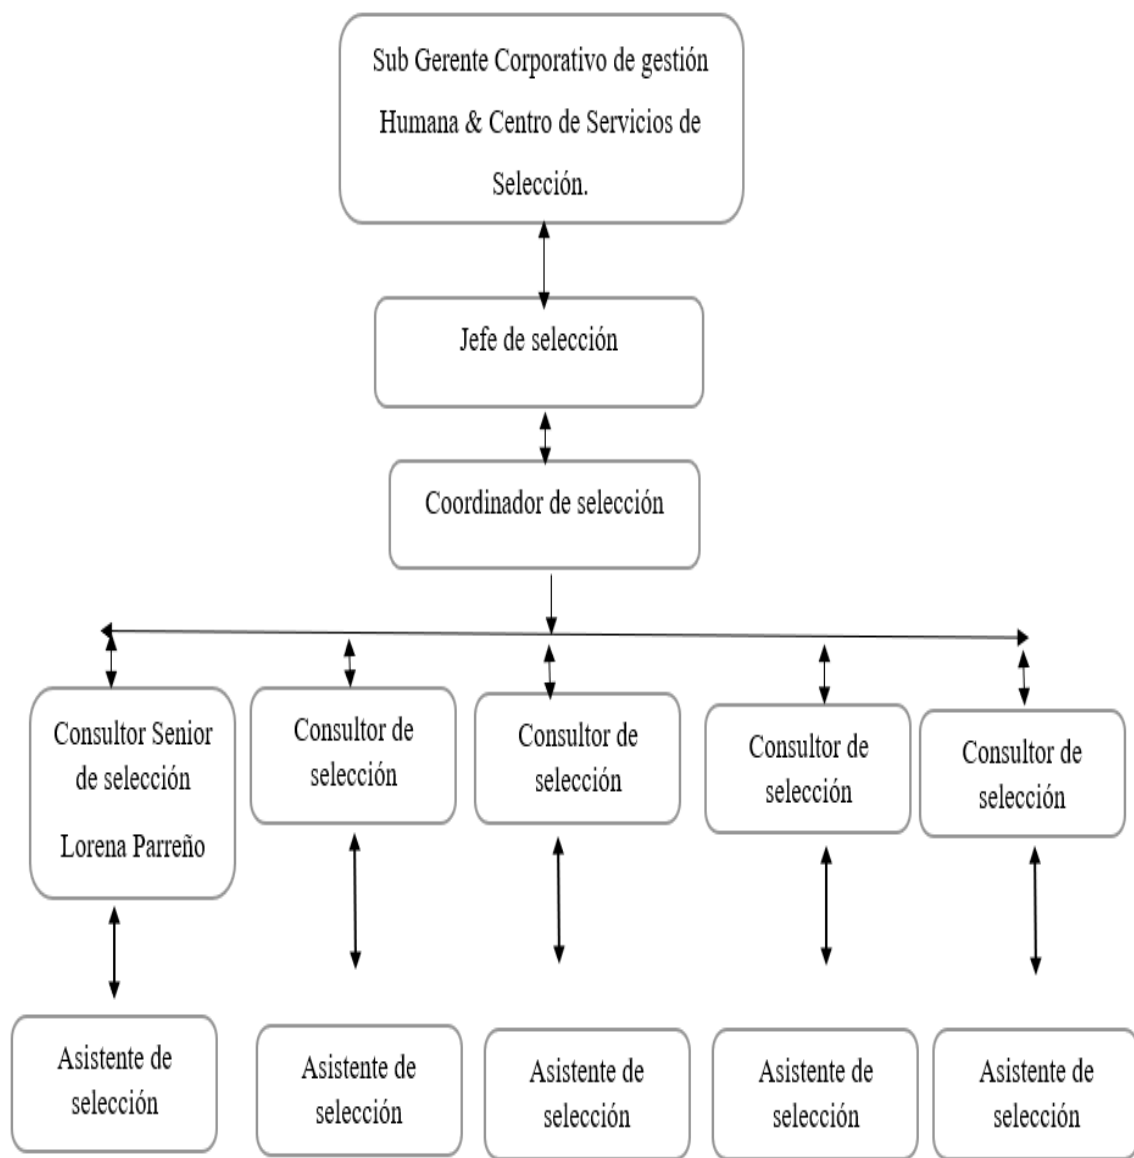 Sub Gerente Corporativo de gestión
Humana & Centro de Servicios de
Selección.
Jefe de selección
Coordinador de selección
Consultor Senior
de selección
Lorena Parreño
Consultor de
selección
Consultor de
selección
Consultor de
selección
Consultor de
selección
Asistente de
selección
Asistente de
selección
Asistente de
selección
Asistente de
selección
Asistente de
selección